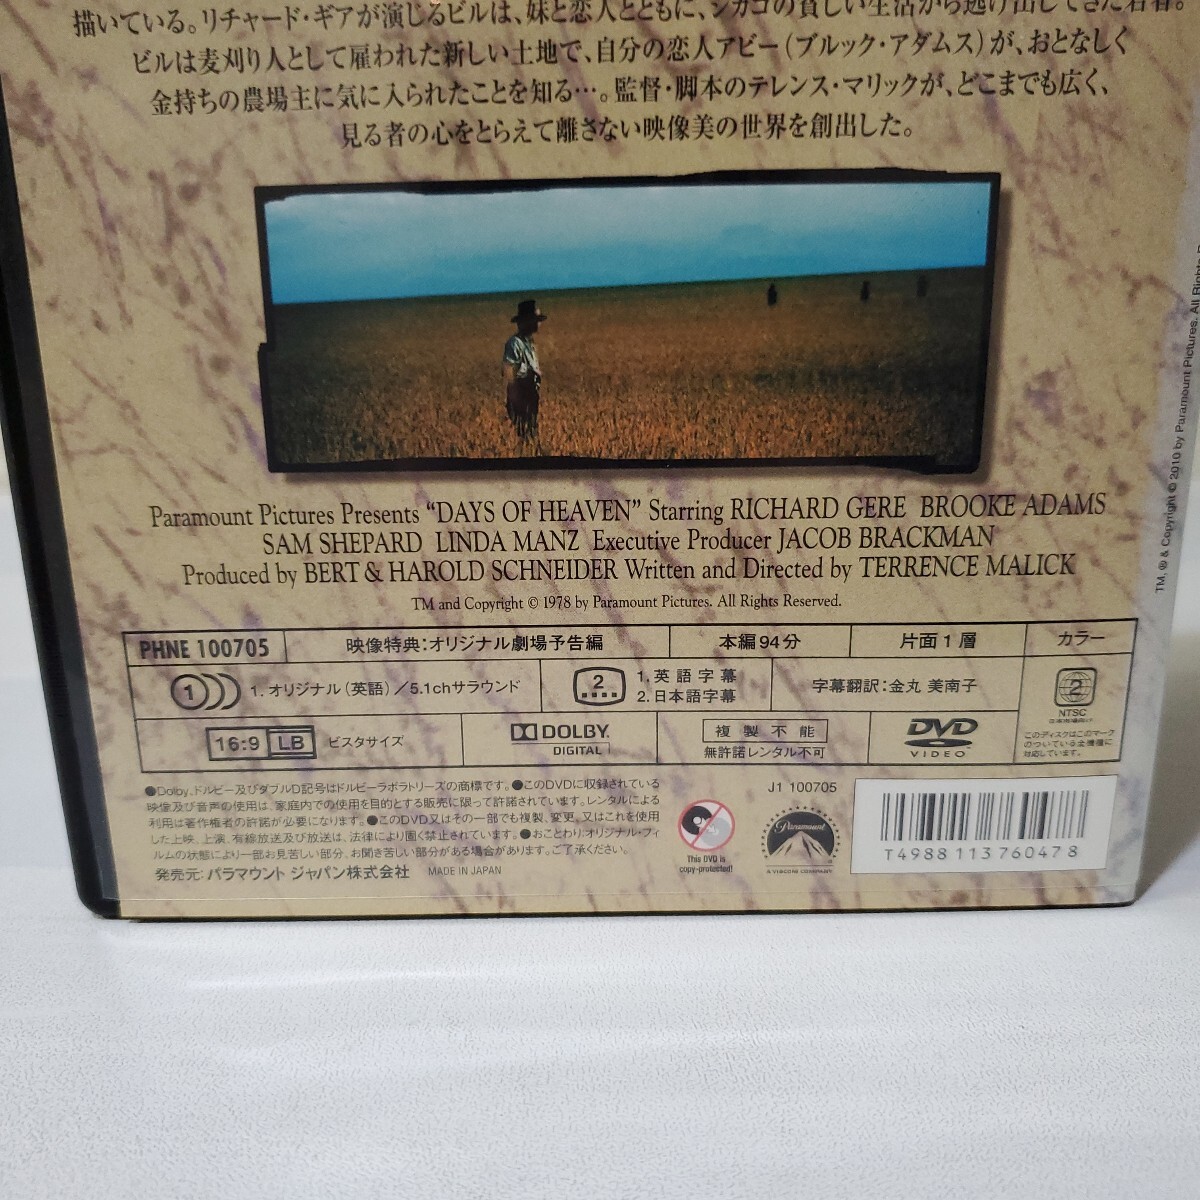 描いている。リチャード・ギアが演じるビルは、妹と恋人とともに、シカゴの貧しい生活から逃げ出してきた若者。
ビルは麦刈り人として雇われた新しい土地で、自分の恋人アビー(ブルック・アダムス)が、おとなしく
金持ちの農場主に気に入られたことを知る…。監督・脚本のテレンス・マリックが、どこまでも広く、
見る者の心をとらえて離さない映像美の世界を創出した。
Paramount Pictures Presents “DAYS OF HEAVEN” Starring RICHARD GERE BROOKE ADAMS
SAM SHEPARD LINDA MANZ Executive Producer JACOB BRACKMAN
Produced by BERT & HAROLD SCHNEIDER Written and Directed by TERRENCE MALICK
TM and Copyright © 1978 by Paramount Pictures. All Rights Reserved.
PHNE 100705 映像特典:オリジナル劇場予告編 本編94分 片面1層 カラー
1 1. オリジナル(英語)/5.1chサラウンド
2 1.英語字幕
2.日本語字幕
字幕翻訳:金丸 美南子
2
NTSC
日本市場向け
このディスクはこのマーク
のついている全機種に
対応しています。
16:9 LB ビスタサイズ
DOLBY
DIGITAL
複製不能
無許諾レンタル不可
DVD
VIDEO
●Dolby、ドルビー及びダブルD記号はドルビーラボラトリーズの商標です。●このDVDに収録されている
映像及び音声の使用は、家庭内での使用を目的とする販売に限って許諾されています。レンタルによる
利用は著作権者の許諾が必要になります。●このDVD又はその一部でも複製、変更、又はこれを使用
した上映、上演、有線放送及び放送は、法律により固く禁止されています。●おことわり:オリジナル・フィ
ルムの状態により一部お見苦しい部分、お聞き苦しい部分がある場合があります。ご了承ください。
発売元:パラマウント ジャパン株式会社 MADE IN JAPAN
This DVD is
copy-protected!
J1 100705
Paramount
A VIACOM COMPANY
T4988113760478
TM, ® & Copyright © 2010 by Paramount Pictures. All Rights